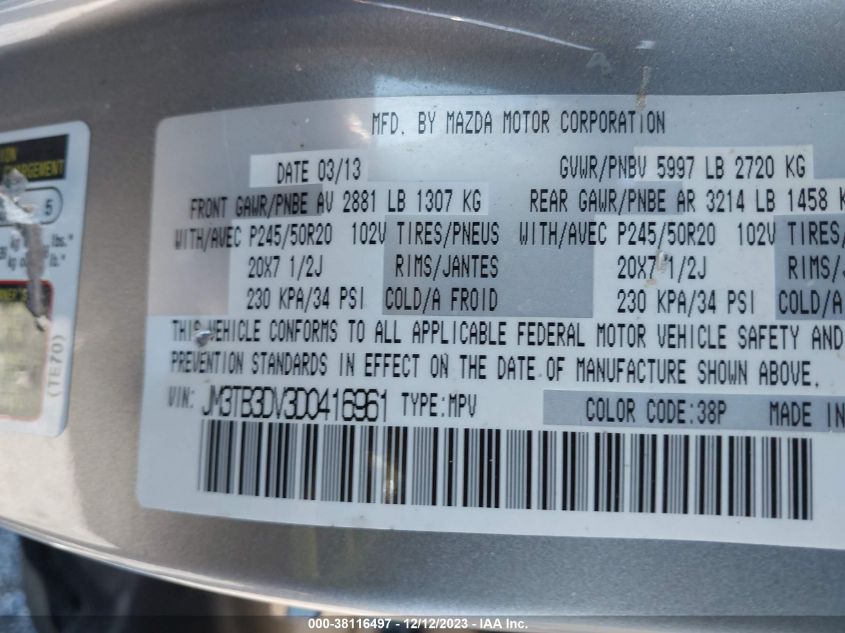 MFD. BY MAZDA MOTOR CORPORATION
DATE 03/13 GVWR/PNBV 5997 LB 2720 KG
FRONT GAWR/PNBE AV 2881 LB 1307 KG REAR GAWR/PNBE AR 3214 LB 1458 K
WITH/AVEC P245/50R20 102V TIRES/PNEUS WITH/AVEC P245/50R20 102V TIRES/
20X7 1/2J RIMS/JANTES 20X7 1/2J RIMS/J
230 KPA/34 PSI COLD/A FROID 230 KPA/34 PSI COLD/A
THIS VEHICLE CONFORMS TO ALL APPLICABLE FEDERAL MOTOR VEHICLE SAFETY AND
PREVENTION STANDARDS IN EFFECT ON THE DATE OF MANUFACTURE SHOWN ABOVE.
VIN: JM3TB3DV3D0416961 TYPE:MPV COLOR CODE:38P MADE IN
5
lbs.*
lb.*
(TE70)
000-38116497 - 12/12/2023 - IAA Inc.